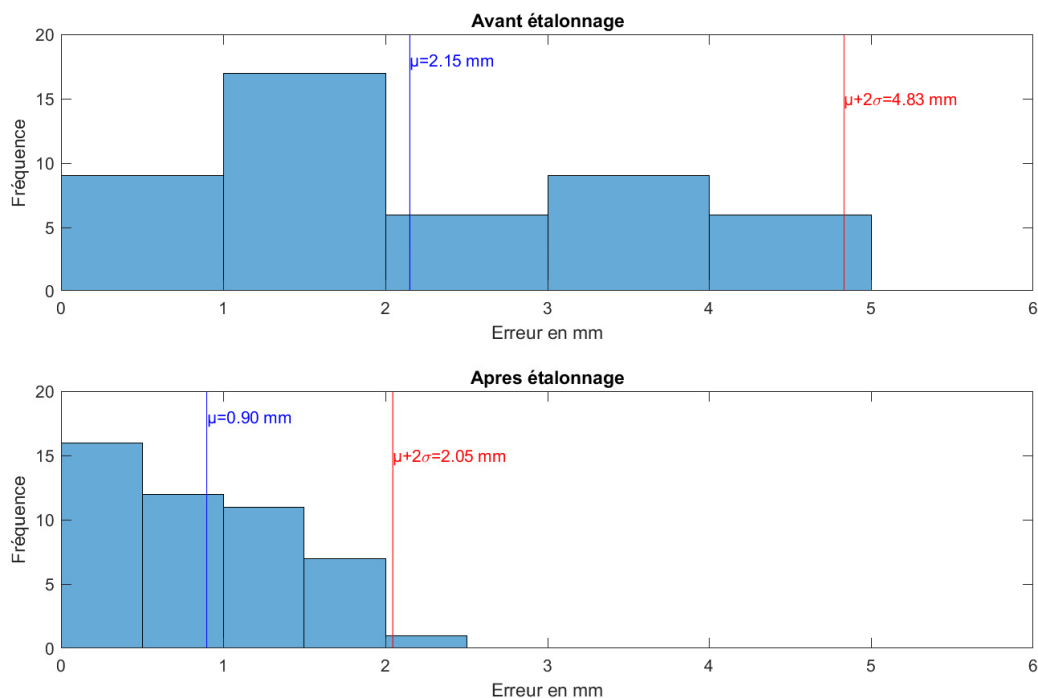 Avant étalonnage
20
15
10
5
0
Fréquence
μ=2.15 mm
μ+2σ=4.83 mm
0 1 2 3 4 5 6
Erreur en mm
Apres étalonnage
20
15
10
5
0
Fréquence
μ=0.90 mm
μ+2σ=2.05 mm
0 1 2 3 4 5 6
Erreur en mm